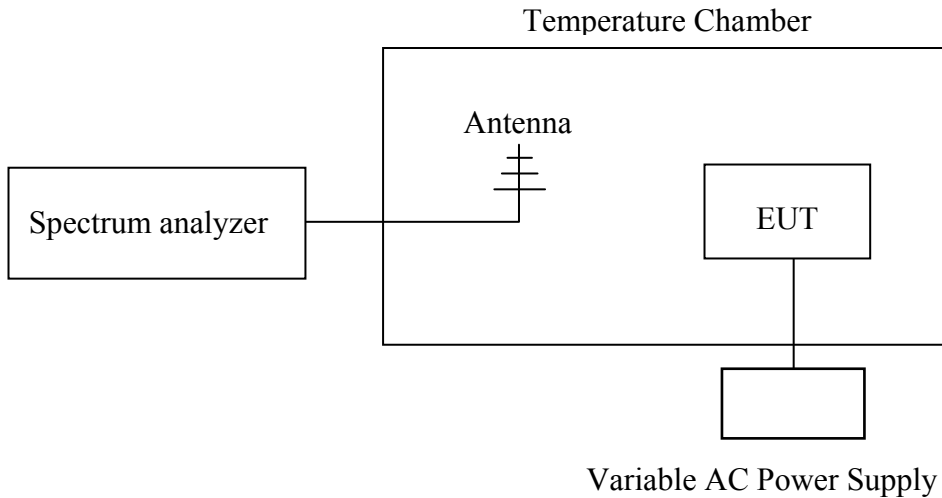 Temperature Chamber
Antenna
Spectrum analyzer
EUT
Variable AC Power Supply